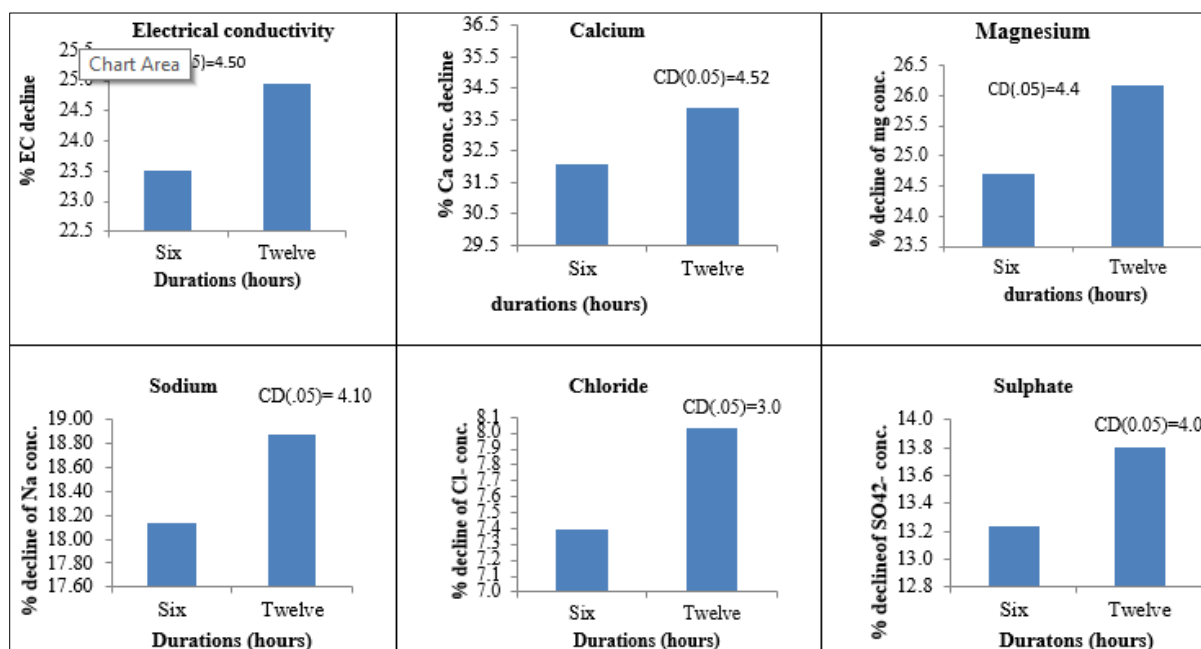 Electrical conductivity
Chart Area
5)=4.50
% EC decline
25.5
25.0
24.5
24.0
23.5
23.0
22.5
Six
Twelve
Durations (hours)
Calcium
CD(0.05)=4.52
% Ca conc. decline
36.5
35.5
34.5
33.5
32.5
31.5
30.5
29.5
Six
Twelve
durations (hours)
Magnesium
CD(.05)=4.4
% decline of mg conc.
26.5
26.0
25.5
25.0
24.5
24.0
23.5
Six
Twelve
durations (hours)
Sodium
CD(.05)= 4.10
% decline of Na conc.
19.00
18.80
18.60
18.40
18.20
18.00
17.80
17.60
Six
Twelve
Durations (hours)
Chloride
CD(.05)=3.0
% decline of Cl- conc.
8.1
8.0
7.9
7.8
7.7
7.6
7.5
7.4
7.3
7.2
7.1
7.0
Six
Twelve
Durations (hours)
Sulphate
CD(0.05)=4.0
% declineof SO42- conc.
14.0
13.8
13.6
13.4
13.2
13.0
12.8
Six
Twelve
Duratons (hours)